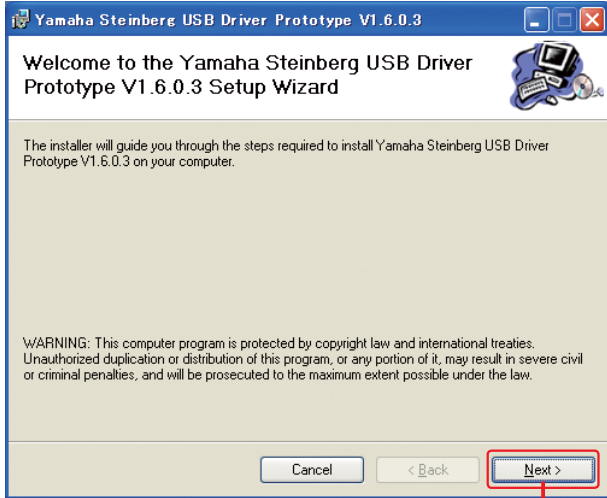 Yamaha Steinberg USB Driver Prototype V1.6.0.3
Welcome to the Yamaha Steinberg USB Driver
Prototype V1.6.0.3 Setup Wizard
The installer will guide you through the steps required to install Yamaha Steinberg USB Driver
Prototype V1.6.0.3 on your computer.
WARNING: This computer program is protected by copyright law and international treaties.
Unauthorized duplication or distribution of this program, or any portion of it, may result in severe civil
or criminal penalties, and will be prosecuted to the maximum extent possible under the law.
Cancel
< Back
Next >